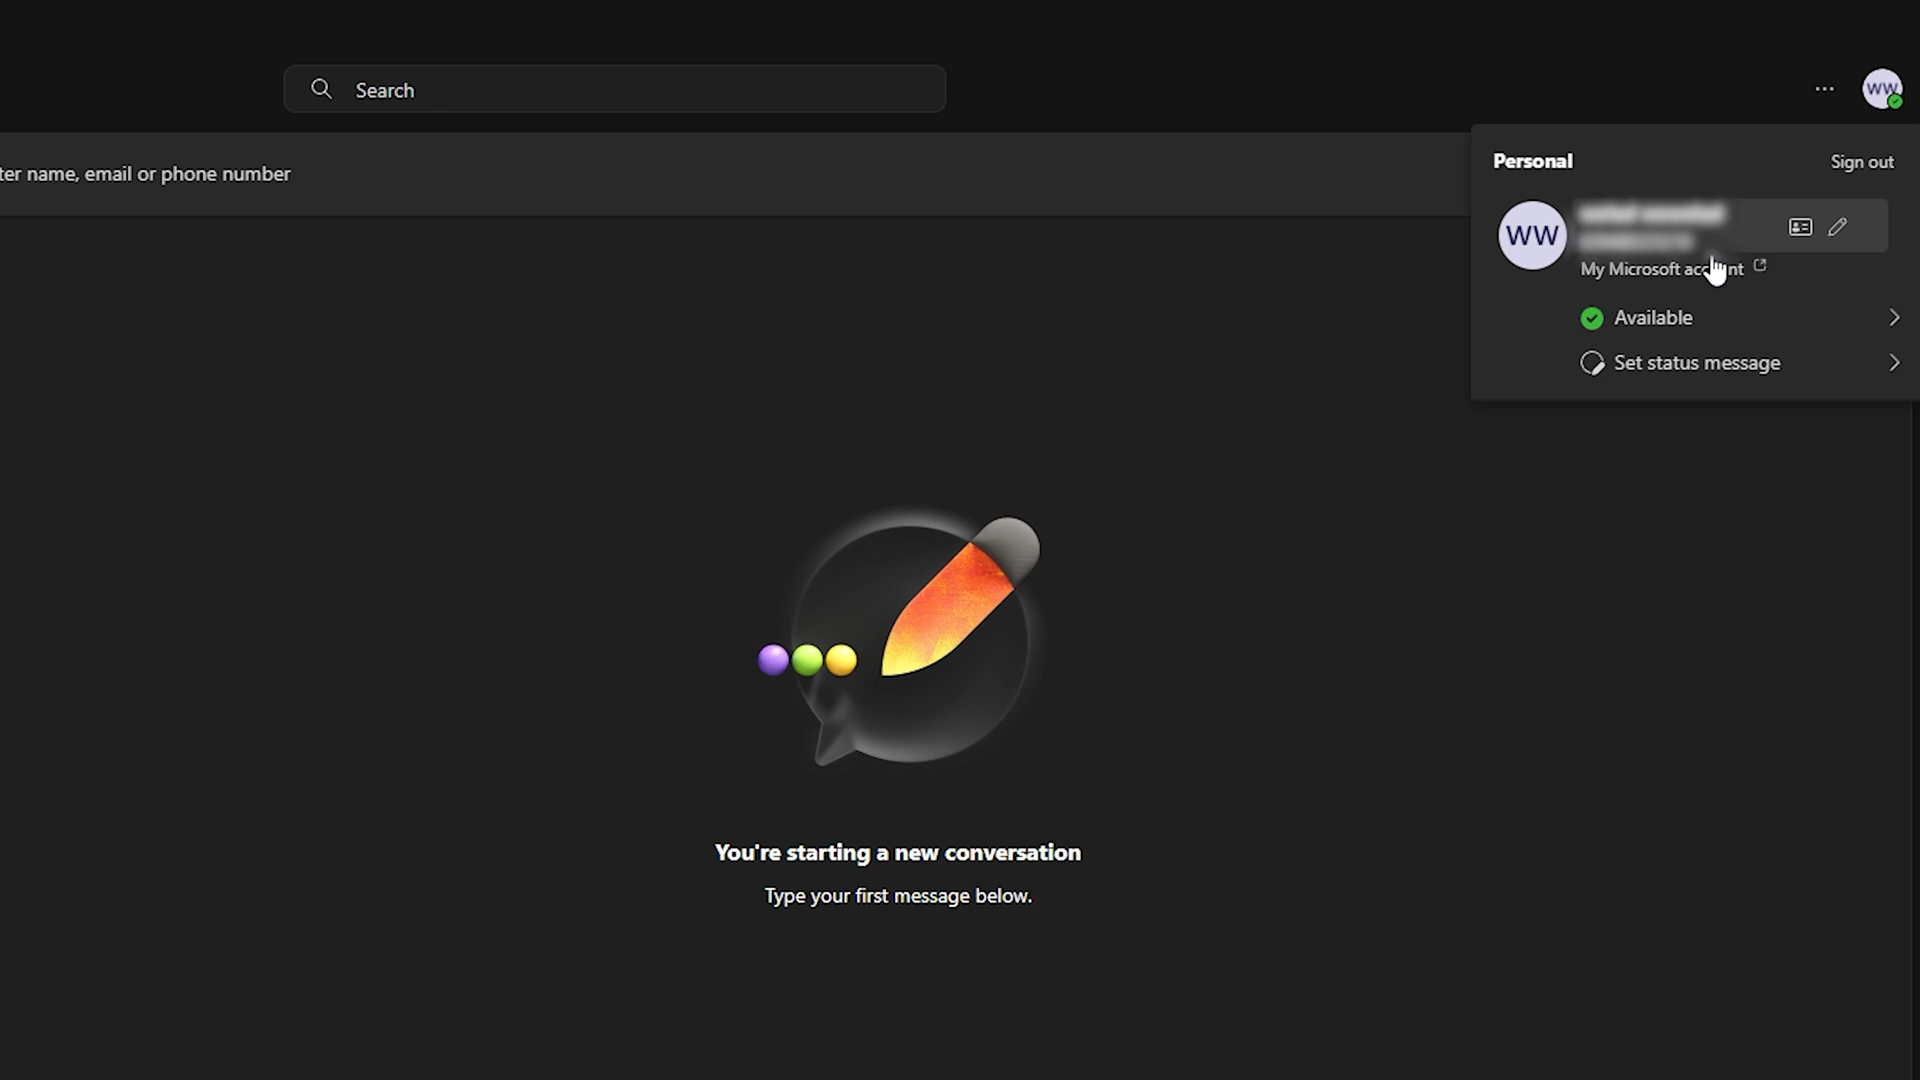 Search
WW
ter name, email or phone number
Personal
Sign out
WW
My Microsoft
Available
Set status message
You're starting a new conversation
Type your first message below.